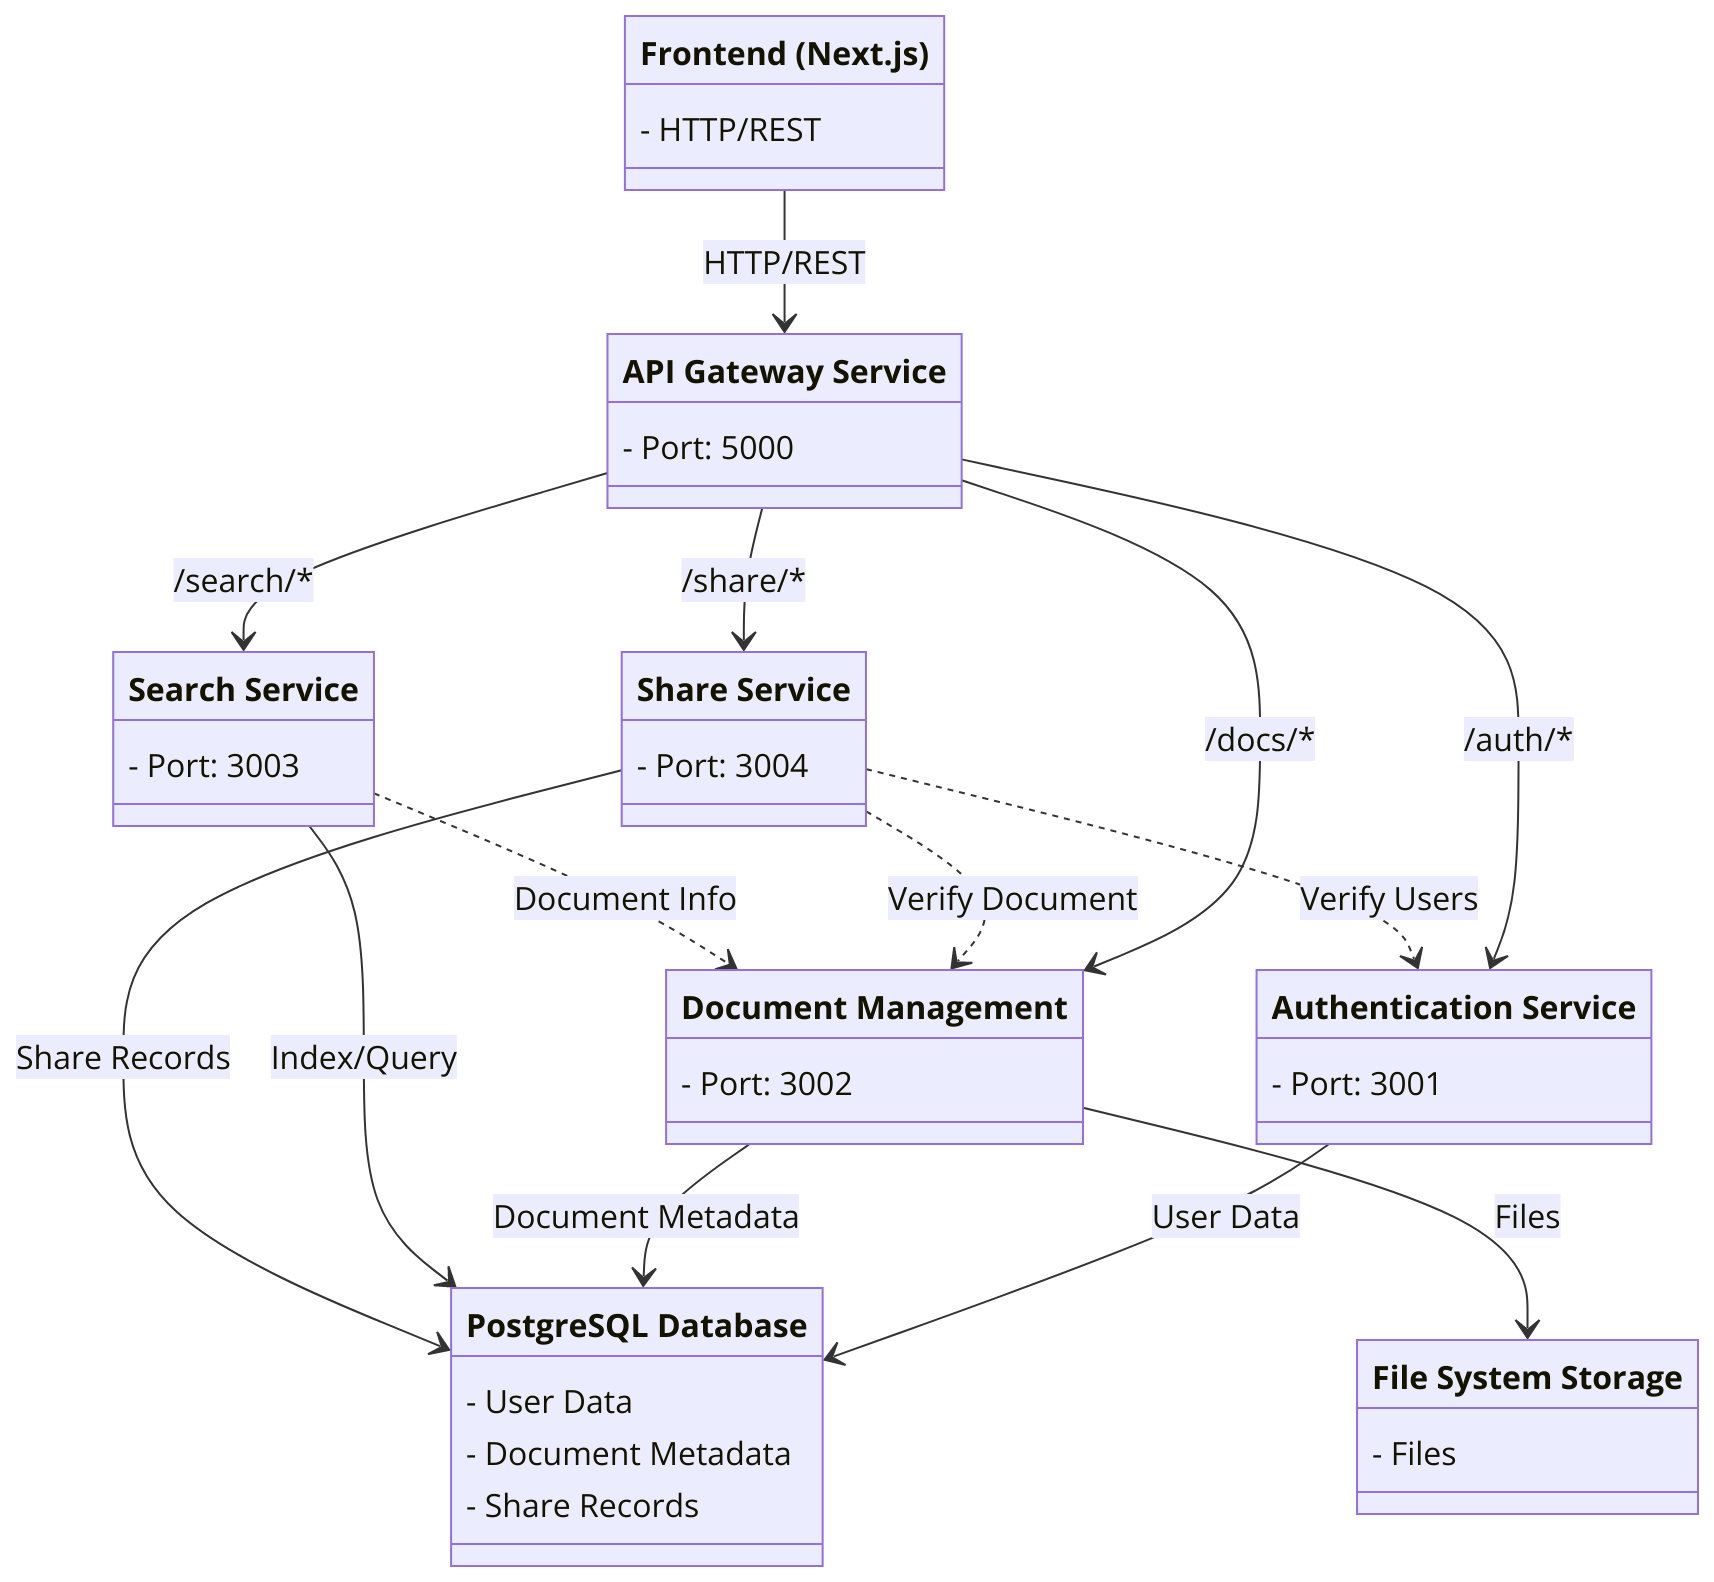 Frontend (Next.js)
- HTTP/REST
HTTP/REST
API Gateway Service
- Port: 5000
/search/*
/share/*
Search Service
- Port: 3003
Share Service
- Port: 3004
/docs/*
/auth/*
Document Info
Verify Document
Verify Users
Share Records
Index/Query
Document Management
- Port: 3002
Authentication Service
- Port: 3001
Document Metadata
User Data
Files
PostgreSQL Database
- User Data
- Document Metadata
- Share Records
File System Storage
- Files